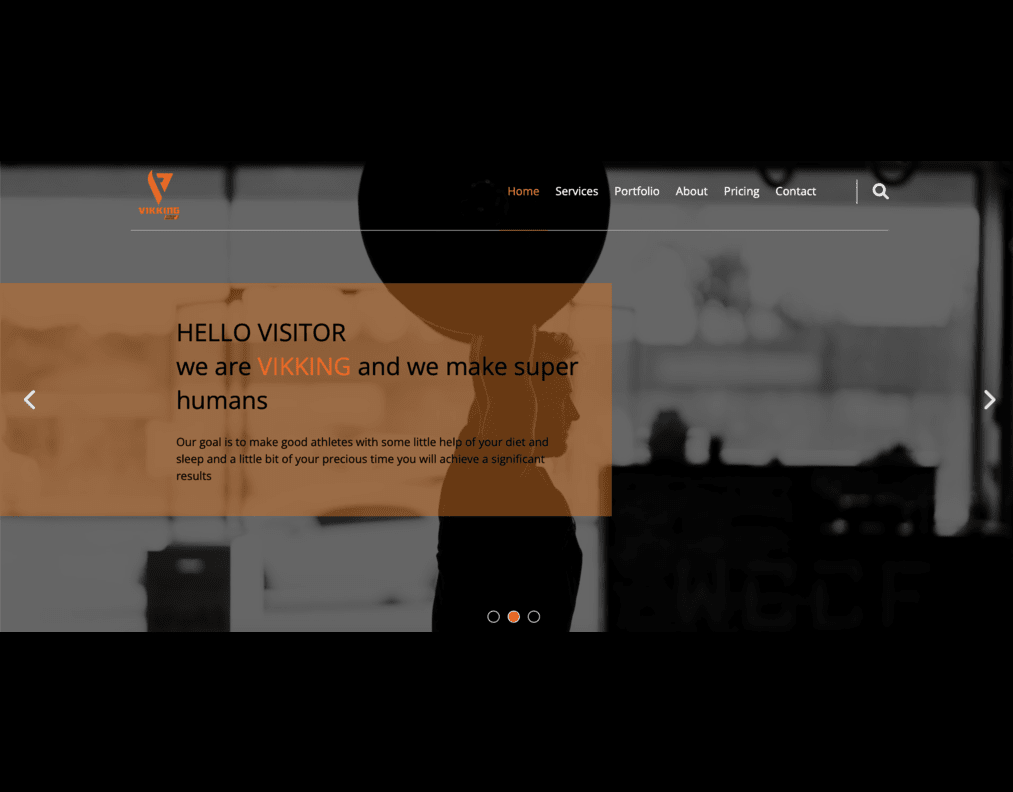 VIKKING
Home Services Portfolio About Pricing Contact
HELLO VISITOR
we are VIKKING and we make super
humans
Our goal is to make good athletes with some little help of your diet and
sleep and a little bit of your precious time you will achieve a significant
results
WCCF